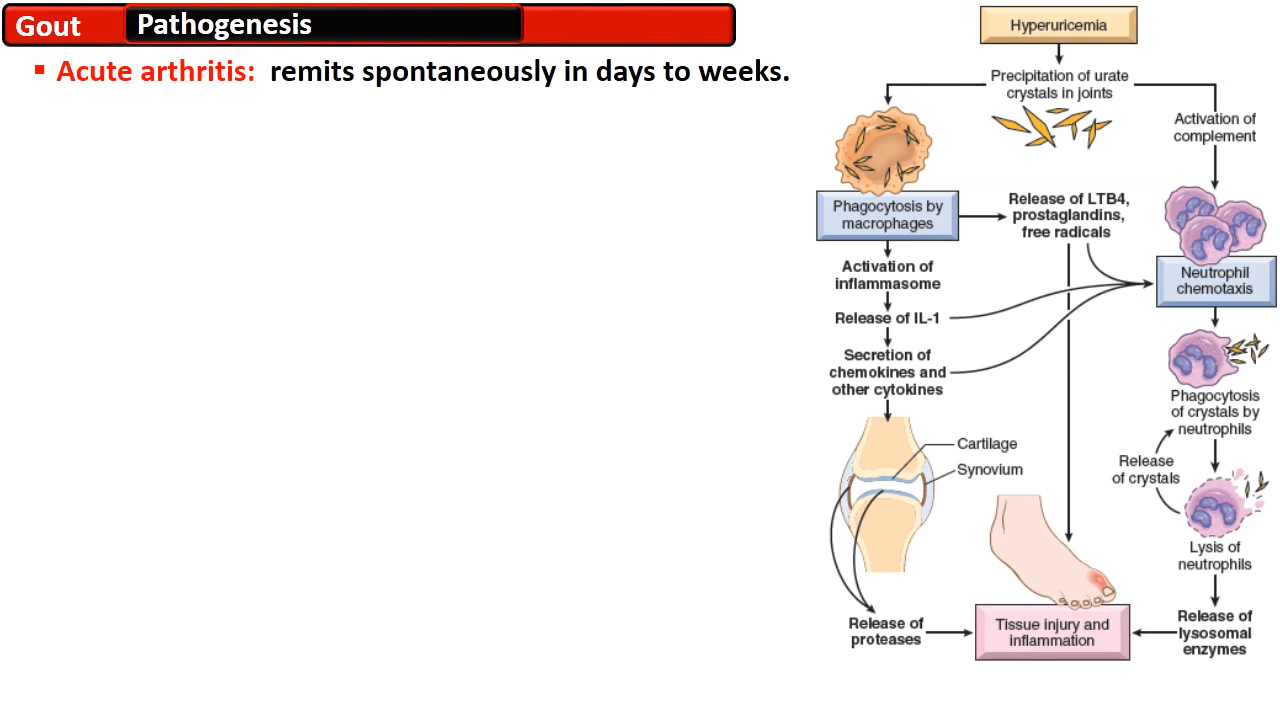 Gout
Pathogenesis
▪ Acute arthritis: remits spontaneously in days to weeks.
Hyperuricemia
Precipitation of urate
crystals in joints
Activation of
complement
Phagocytosis by
macrophages
Release of LTB4,
prostaglandins,
free radicals
Neutrophil
chemotaxis
Activation of
inflammasome
Release of IL-1
Secretion of
chemokines and
other cytokines
Phagocytosis
of crystals by
neutrophils
Cartilage
Synovium
Release
of crystals
Lysis of
neutrophils
Release of
proteases
Tissue injury and
inflammation
Release of
lysosomal
enzymes